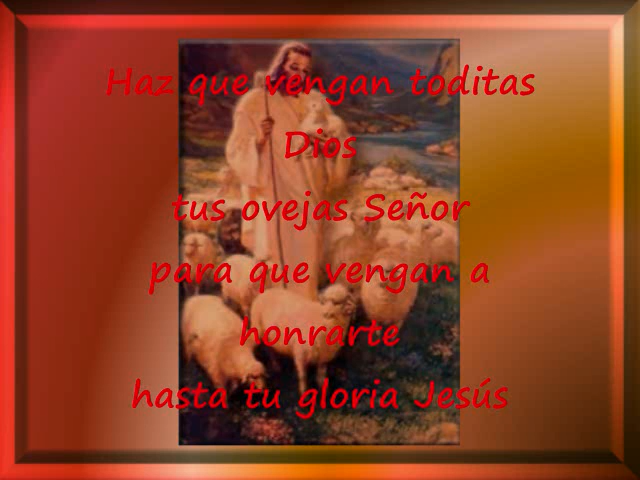 Haz que vengan toditas
Dios
tus ovejas Señor
para que vengan a
honrarte
hasta tu gloria Jesús